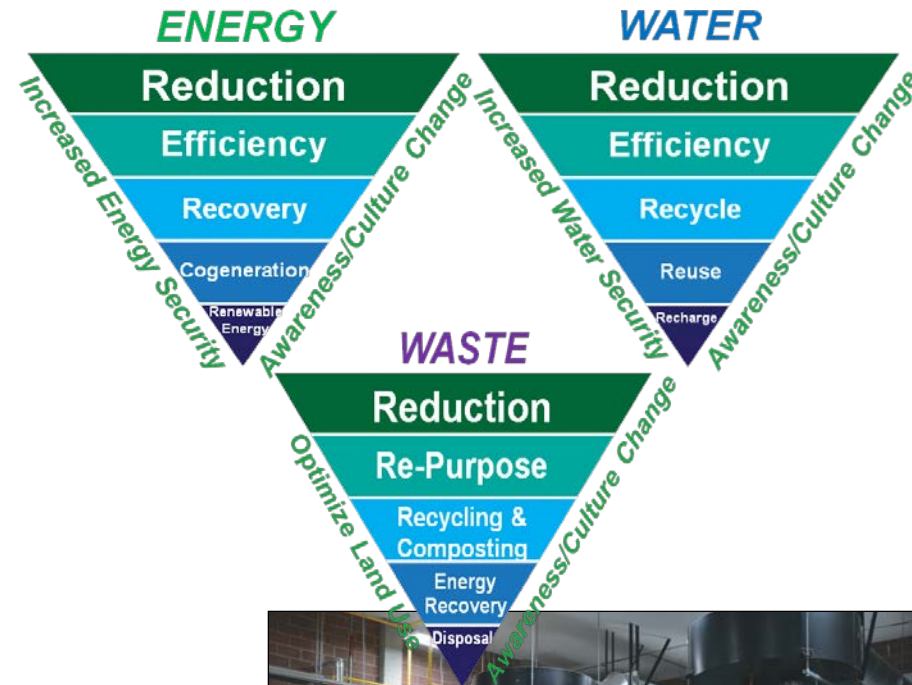 ENERGY
Increased Energy Security
Reduction
Efficiency
Recovery
Cogeneration
Renewable
Energy
Awareness/Culture Change
WATER
Increased Water Security
Reduction
Efficiency
Recycle
Reuse
Recharge
Awareness/Culture Change
WASTE
Optimize Land Use
Reduction
Re-Purpose
Recycling &
Composting
Energy
Recovery
Disposal
Awareness/Culture Change